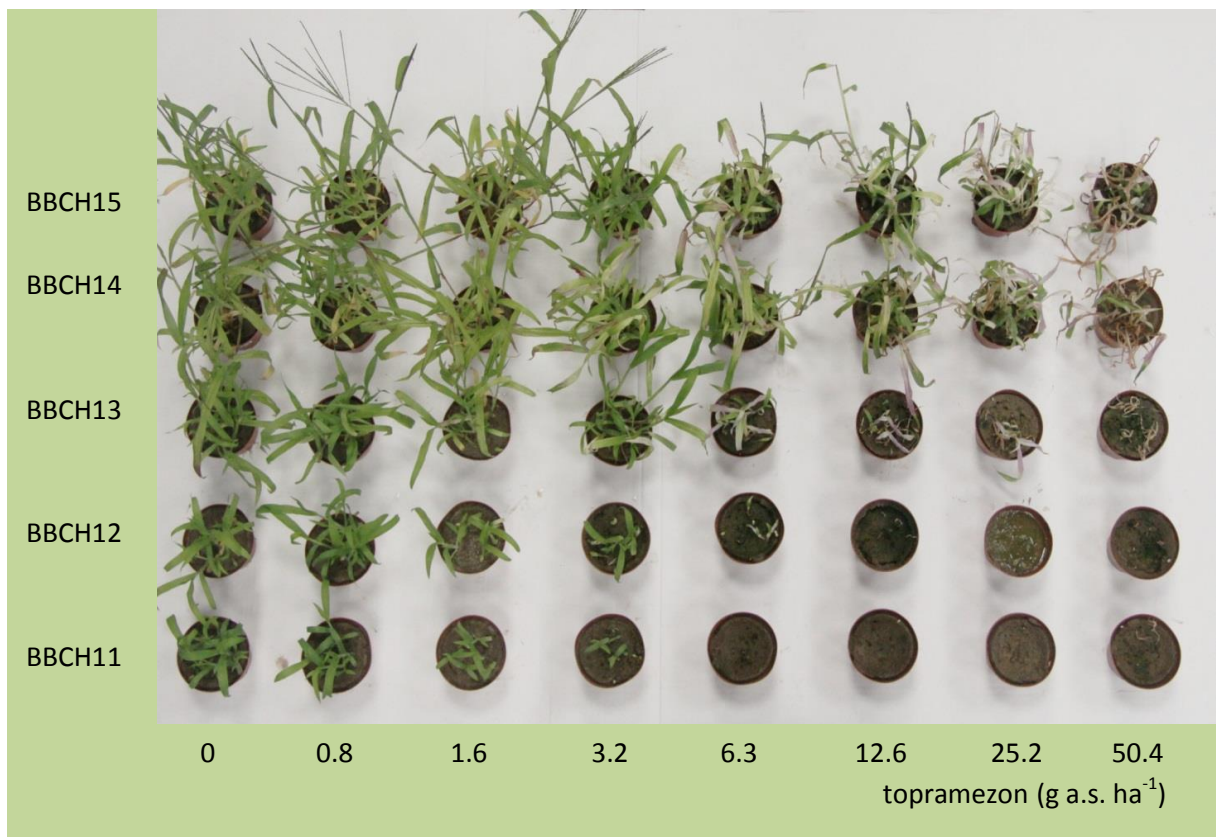 BBCH15
BBCH14
BBCH13
BBCH12
BBCH11
0 0.8 1.6 3.2 6.3 12.6 25.2 50.4
topramezon (g a.s. ha⁻¹)